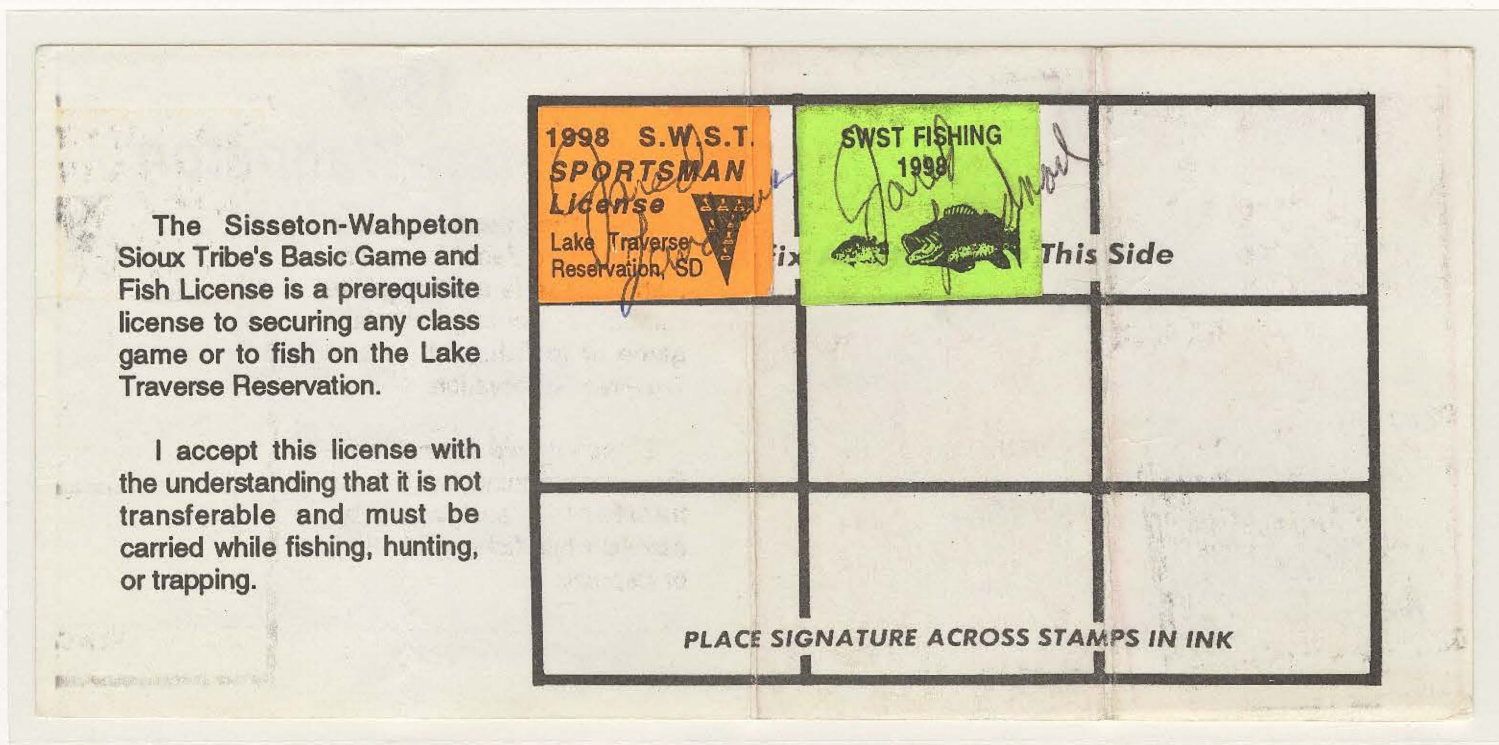 The Sisseton-Wahpeton
Sioux Tribe's Basic Game and
Fish License is a prerequisite
license to securing any class
game or to fish on the Lake
Traverse Reservation.
I accept this license with
the understanding that it is not
transferable and must be
carried while fishing, hunting,
or trapping.
1998 S.W.S.T.
SPORTSMAN
License
Lake Traverse
Reservation, SD
Jared
SWST FISHING
1998
Jared
This Side
PLACE SIGNATURE ACROSS STAMPS IN INK